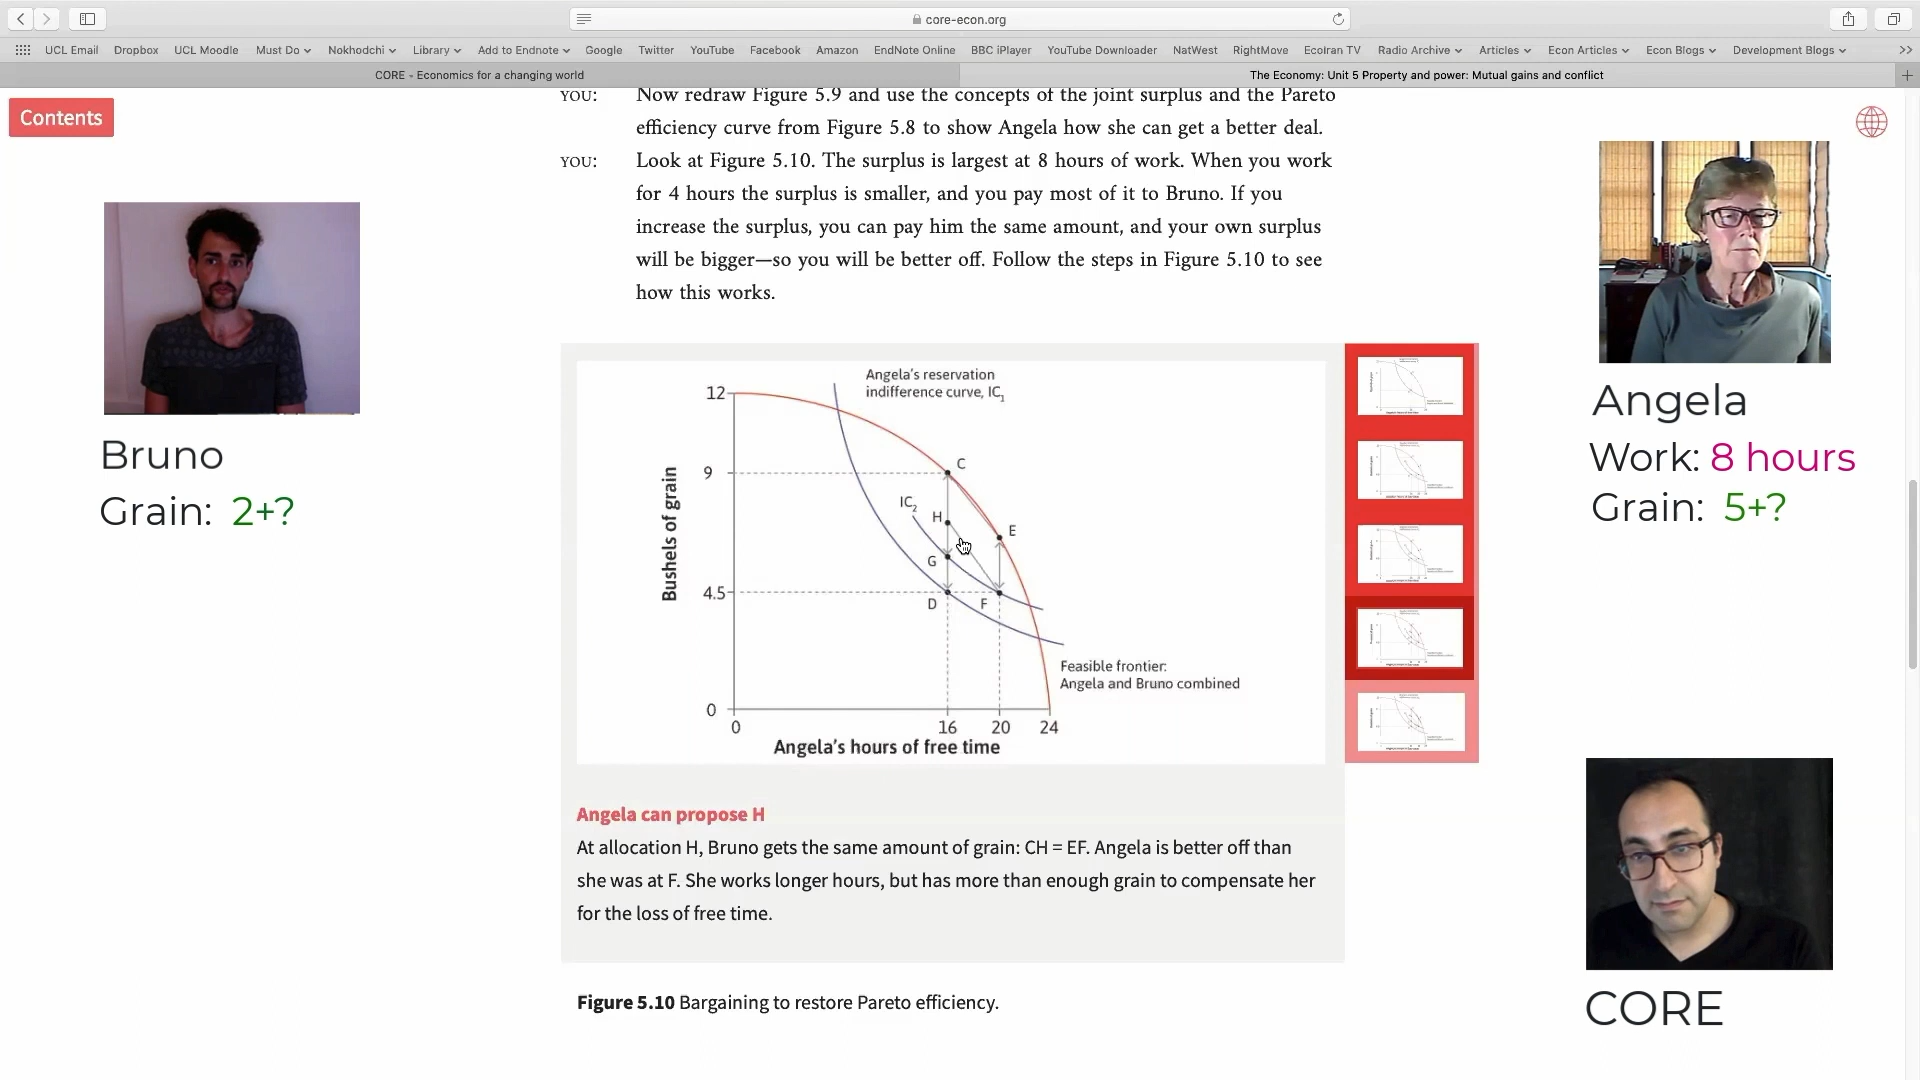 core-econ.org
UCL Email Dropbox UCL Moodle Must Do Nokhodchi Library Add to Endnote Google Twitter YouTube Facebook Amazon EndNote Online BBC iPlayer YouTube Downloader NatWest RightMove EcoIran TV Radio Archive Articles Econ Articles Econ Blogs Development Blogs
CORE - Economics for a changing world
The Economy: Unit 5 Property and power: Mutual gains and conflict
Contents
YOU: Now redraw Figure 5.9 and use the concepts of the joint surplus and the Pareto
efficiency curve from Figure 5.8 to show Angela how she can get a better deal.
YOU: Look at Figure 5.10. The surplus is largest at 8 hours of work. When you work
for 4 hours the surplus is smaller, and you pay most of it to Bruno. If you
increase the surplus, you can pay him the same amount, and your own surplus
will be bigger—so you will be better off. Follow the steps in Figure 5.10 to see
how this works.
Bruno
Grain: 2+?
Angela
Work: 8 hours
Grain: 5+?
Angela's reservation
indifference curve, IC₁
12
9
4.5
0
Bushels of grain
C
IC₂
H
E
G
D
F
Feasible frontier:
Angela and Bruno combined
0 16 20 24
Angela's hours of free time
Angela can propose H
At allocation H, Bruno gets the same amount of grain: CH = EF. Angela is better off than
she was at F. She works longer hours, but has more than enough grain to compensate her
for the loss of free time.
Figure 5.10 Bargaining to restore Pareto efficiency.
CORE